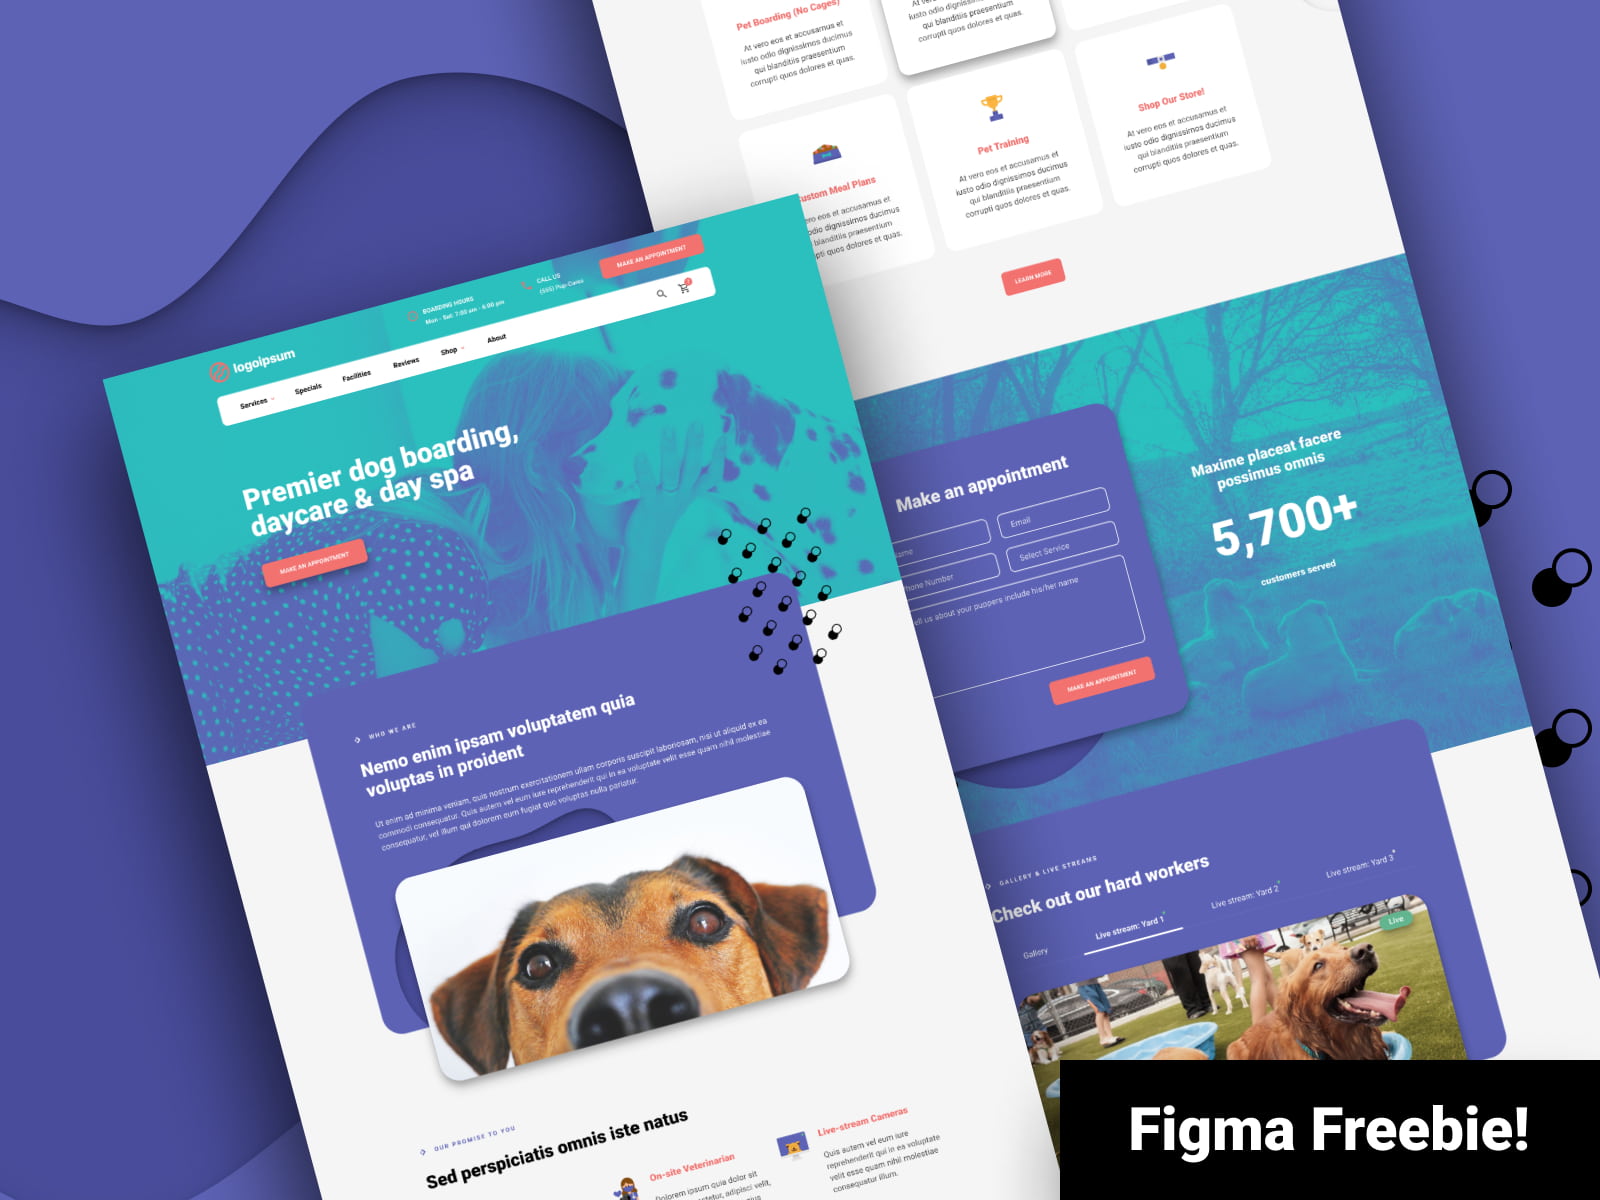 logoipsum
BOARDING HOURS
Mon - Sat: 7:00 am - 6:00 pm
CALL US
(555) Pup-Cares
MAKE AN APPOINTMENT
Services
Specials
Facilities
Reviews
Shop
About
Premier dog boarding,
daycare & day spa
MAKE AN APPOINTMENT
WHO WE ARE
Nemo enim ipsam voluptatem quia
voluptas in proident
Ut enim ad minima veniam, cuis nostrum exercitationem ullam corporis suscipit laboriosam, nisi ut aliquid ex ea
commodi consequatur. Quis autem vel eum iure reprehenderit qui in ea voluptate velit esse quam nihil molestiae
consequatur, vel illum qui dolorem eum fugiat quo voluptas nulla pariatur.
OUR PROMISE TO YOU
Sed perspiciatis omnis iste natus
On-site Veterinarian
Dolorem ipsum quia dolor sit
adipisci velit,
Live-stream Cameras
Quis autem vel eum iure
reprehenderit qui in ea voluptate
velit esse quam nihil molestiae
consequatur illum.
Pet Boarding (No Cages)
At vero eos et accusamus et
iusto odio dignissimos ducimus
qui blanditiis praesentium
corrupti quos dolores et quas.
iusto odio dignissimos ducimus
qui blanditiis praesentium
corrupti quos dolores et quas.
Custom Meal Plans
vero eos et accusamus et
odio dignissimos ducimus
blanditiis praesentium
quos dolores et quas.
Pet Training
At vero eos et accusamus et
iusto odio dignissimos ducimus
qui blanditiis praesentium
corrupti quos dolores et quas.
Shop Our Store!
At vero eos et accusamus et
iusto odio dignissimos ducimus
qui blanditiis praesentium
corrupti quos dolores et quas.
LEARN MORE
Make an appointment
Name
Email
Phone Number
Select Service
Tell us about your puppers include his/her name
MAKE AN APPOINTMENT
Maxime placeat facere
possimus omnis
5,700+
customers served
GALLERY & LIVE STREAMS
Check out our hard workers
Gallery
Live stream: Yard 1
Live stream: Yard 2
Live stream: Yard 3
Live
Figma Freebie!